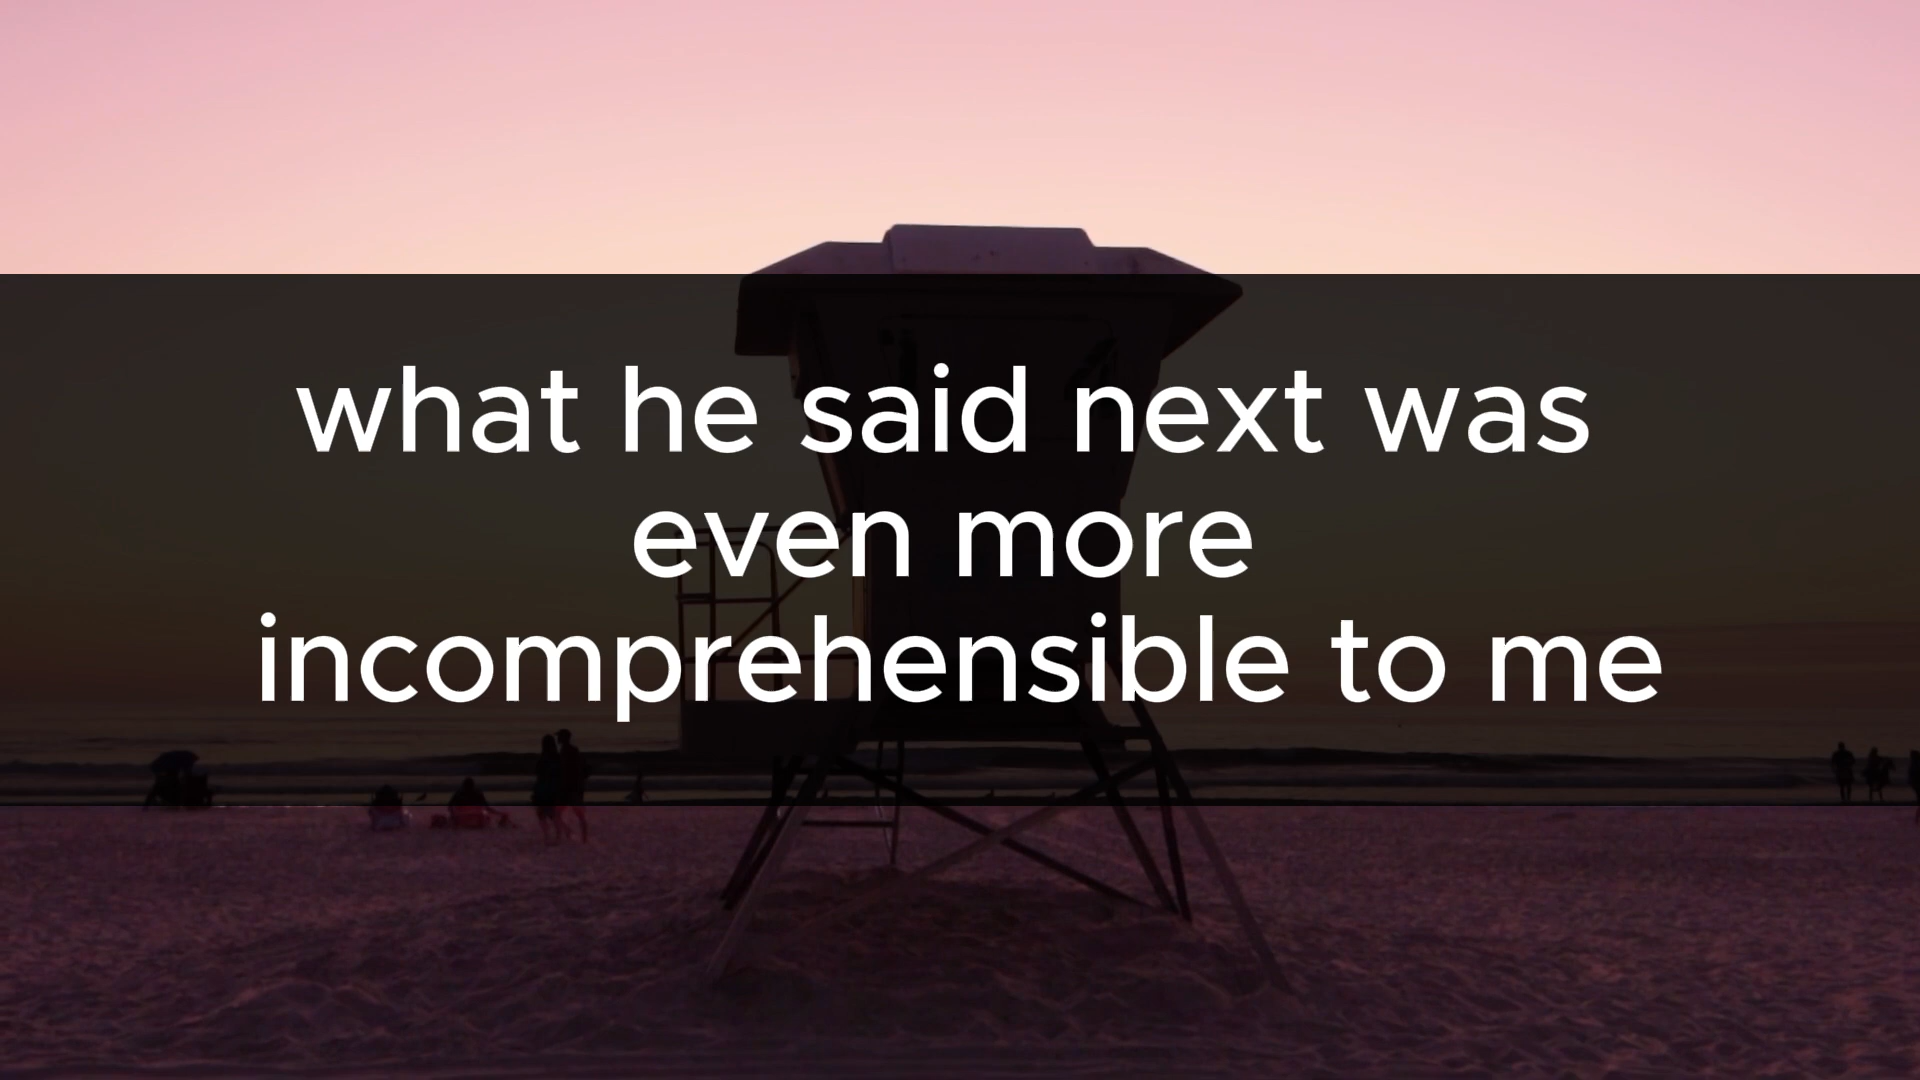 what he said next was
even more
incomprehensible to me